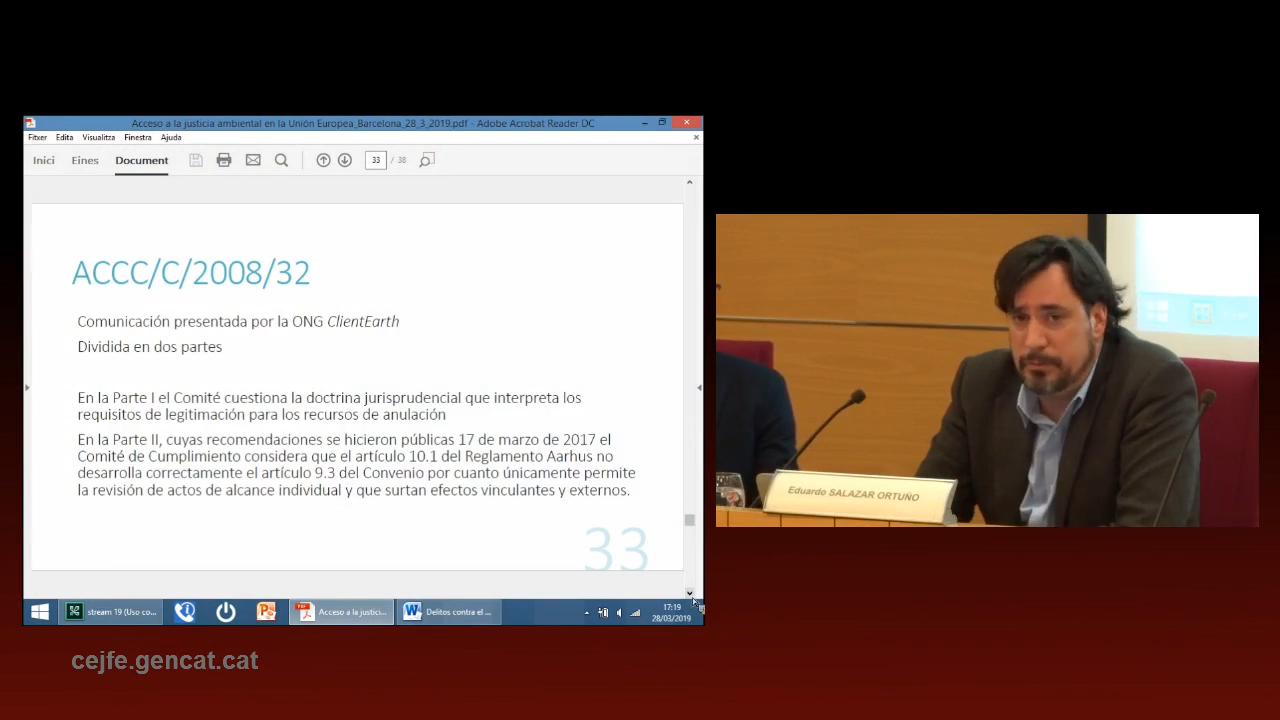 Acceso a la justicia ambiental en la Unión Europea_Barcelona_28_3_2019.pdf - Adobe Acrobat Reader DC
Fitxer Edita Visualitza Finestra Ajuda
Inici Eines Document 33 / 38
ACCC/C/2008/32
Comunicación presentada por la ONG ClientEarth
Dividida en dos partes
En la Parte I el Comité cuestiona la doctrina jurisprudencial que interpreta los
requisitos de legitimación para los recursos de anulación
En la Parte II, cuyas recomendaciones se hicieron públicas 17 de marzo de 2017 el
Comité de Cumplimiento considera que el artículo 10.1 del Reglamento Aarhus no
desarrolla correctamente el artículo 9.3 del Convenio por cuanto únicamente permite
la revisión de actos de alcance individual y que surtan efectos vinculantes y externos.
33
stream 19 (Uso co... Acceso a la justici... Delitos contra el ...
17:19
28/03/2019
Eduardo SALAZAR ORTUÑO
cejfe.gencat.cat